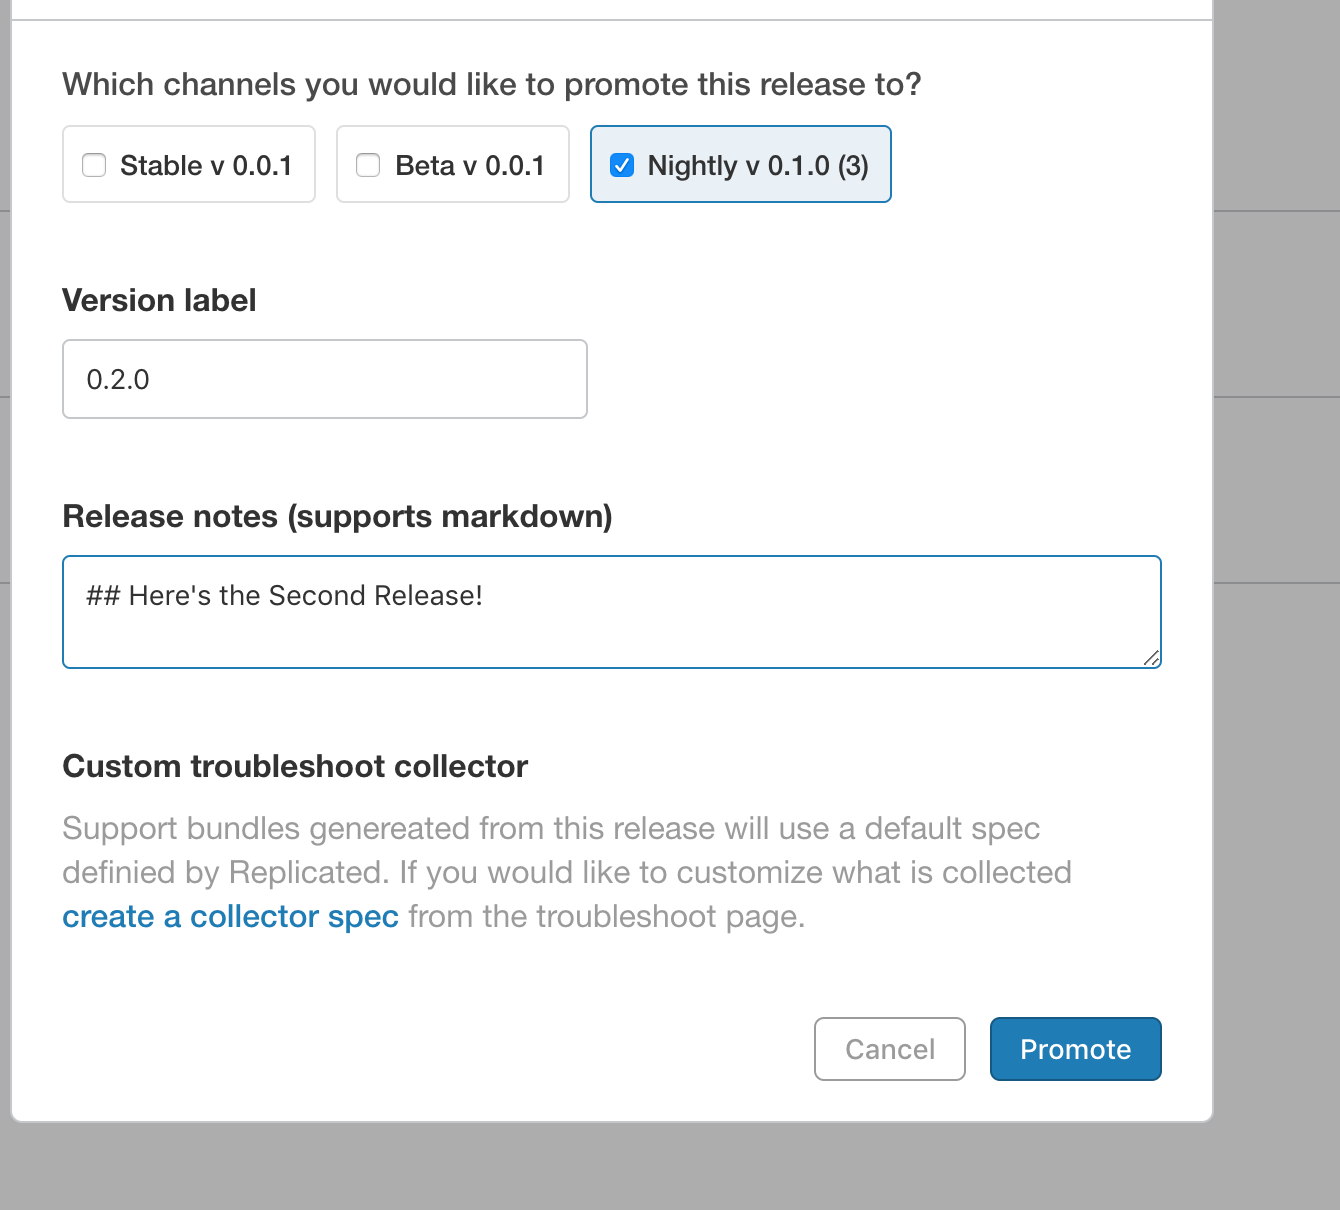 Which channels you would like to promote this release to?
Stable v 0.0.1
Beta v 0.0.1
Nightly v 0.1.0 (3)
Version label
0.2.0
Release notes (supports markdown)
## Here's the Second Release!
Custom troubleshoot collector
Support bundles genereated from this release will use a default spec
definied by Replicated. If you would like to customize what is collected
create a collector spec from the troubleshoot page.
Cancel
Promote